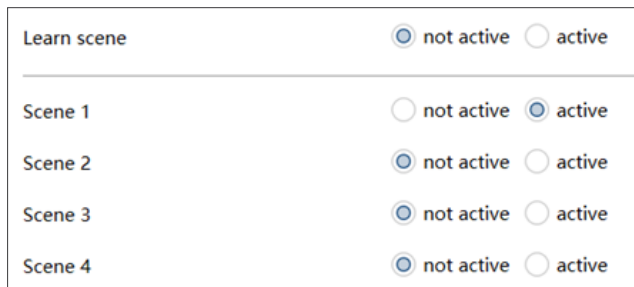 Learn scene not active active
Scene 1 not active active
Scene 2 not active active
Scene 3 not active active
Scene 4 not active active